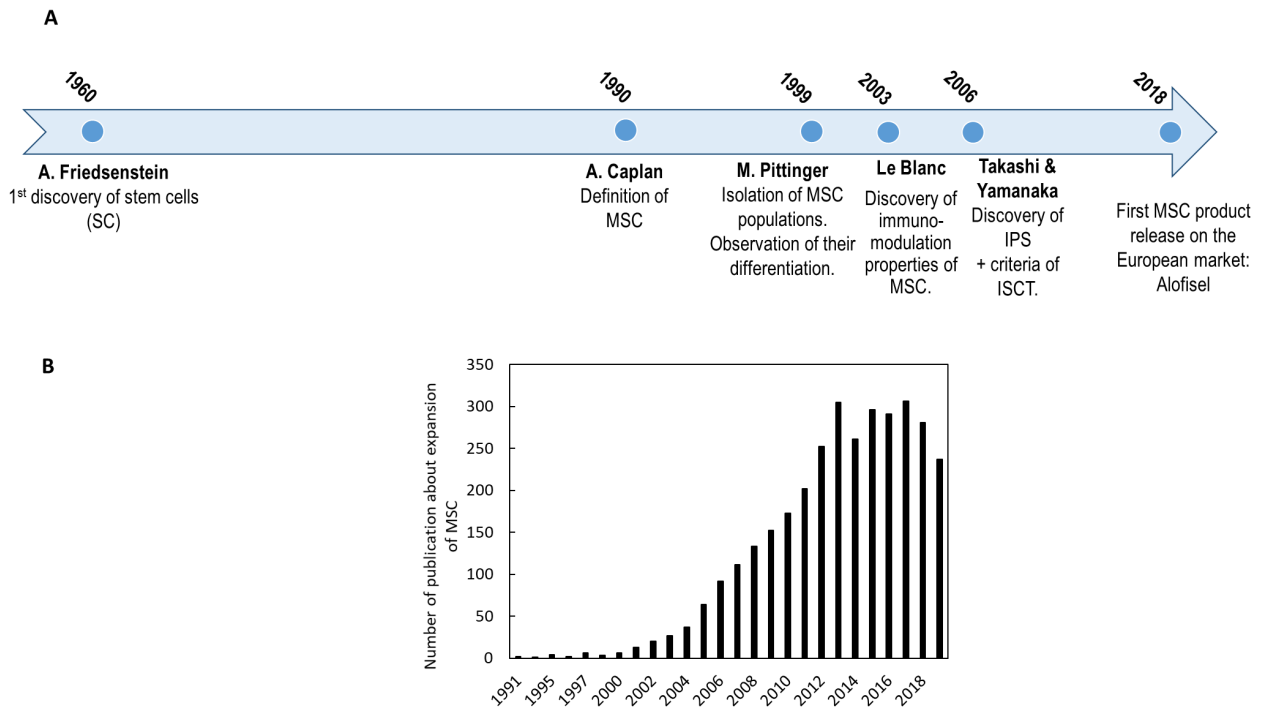 A
1960
1990
1999
2003
2006
2018
A. Friedsenstein
1st discovery of stem cells
(SC)
A. Caplan
Definition of
MSC
M. Pittinger
Isolation of MSC
populations.
Observation of their
differentiation.
Le Blanc
Discovery of
immuno-
modulation
properties of
MSC.
Takashi &
Yamanaka
Discovery of
IPS
+ criteria of
ISCT.
First MSC product
release on the
European market:
Alofisel
B
Number of publication about expansion
of MSC
350
300
250
200
150
100
50
0
1991
1995
1997
2000
2002
2004
2006
2008
2010
2012
2014
2016
2018